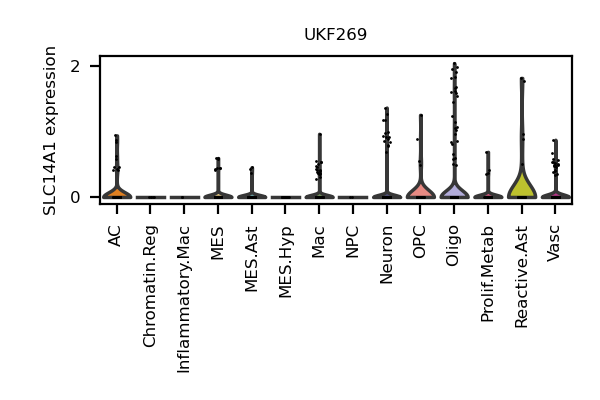 UKF269
SLC14A1 expression
2
0
AC
Chromatin.Reg
Inflammatory.Mac
MES
MES.Ast
MES.Hyp
Mac
NPC
Neuron
OPC
Oligo
Prolif.Metab
Reactive.Ast
Vasc